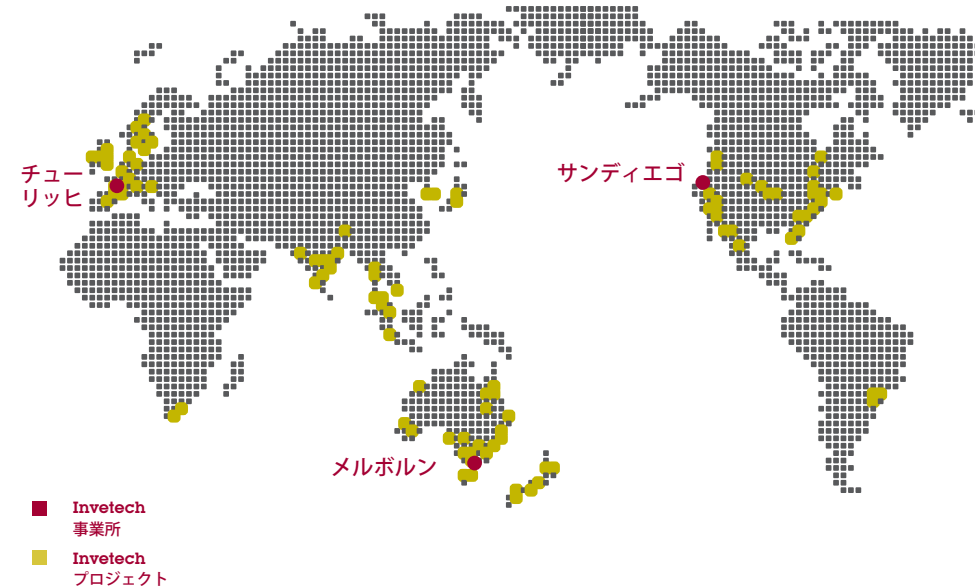 チュー
リッヒ
サンディエゴ
メルボルン
Invetech
事業所
Invetech
プロジェクト